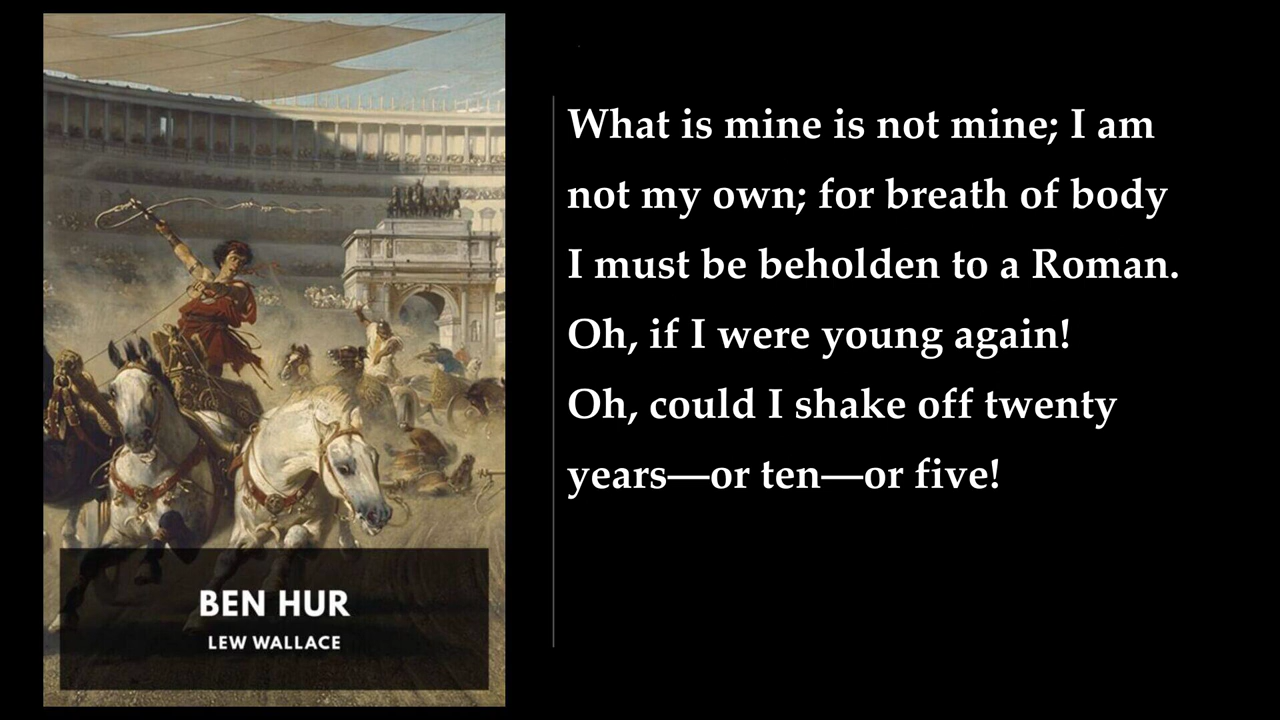 What is mine is not mine; I am
not my own; for breath of body
I must be beholden to a Roman.
Oh, if I were young again!
Oh, could I shake off twenty
years—or ten—or five!
BEN HUR
LEW WALLACE